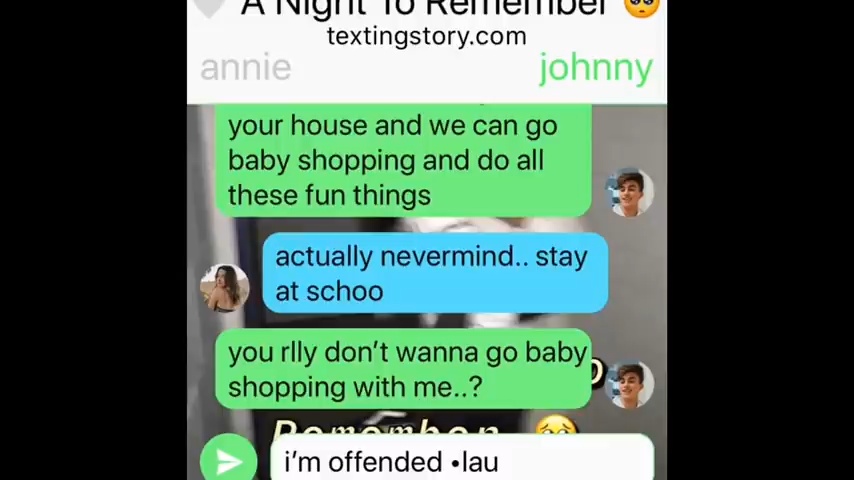 A Night To Remember 🥺
textingstory.com
annie
johnny
your house and we can go
baby shopping and do all
these fun things
actually nevermind.. stay
at schoo
you rlly don't wanna go baby
shopping with me..?
Remember 🥺
i'm offended •lau